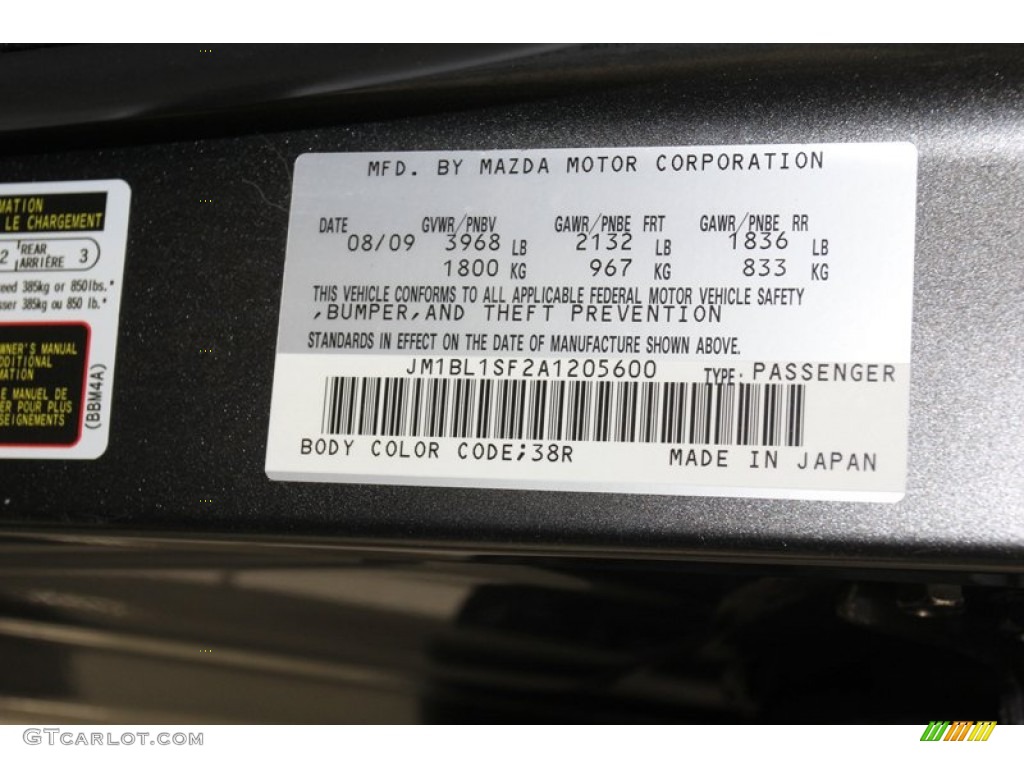 MATION
LE CHARGEMENT
2 REAR 3
ARRIÈRE
eed 385kg or 850lbs.*
sser 385kg ou 850 lb.*
WNER'S MANUAL
DDITIONAL
MATION
E MANUEL DE
ER POUR PLUS
SEIGNEMENTS
(BBM4A)
MFD. BY MAZDA MOTOR CORPORATION
DATE GVWR/PNBV GAWR/PNBE FRT GAWR/PNBE RR
08/09 3968 LB 2132 LB 1836 LB
1800 KG 967 KG 833 KG
THIS VEHICLE CONFORMS TO ALL APPLICABLE FEDERAL MOTOR VEHICLE SAFETY
,BUMPER,AND THEFT PREVENTION
STANDARDS IN EFFECT ON THE DATE OF MANUFACTURE SHOWN ABOVE.
JM1BL1SF2A1205600 TYPE: PASSENGER
BODY COLOR CODE;38R MADE IN JAPAN
GTCarLot.com